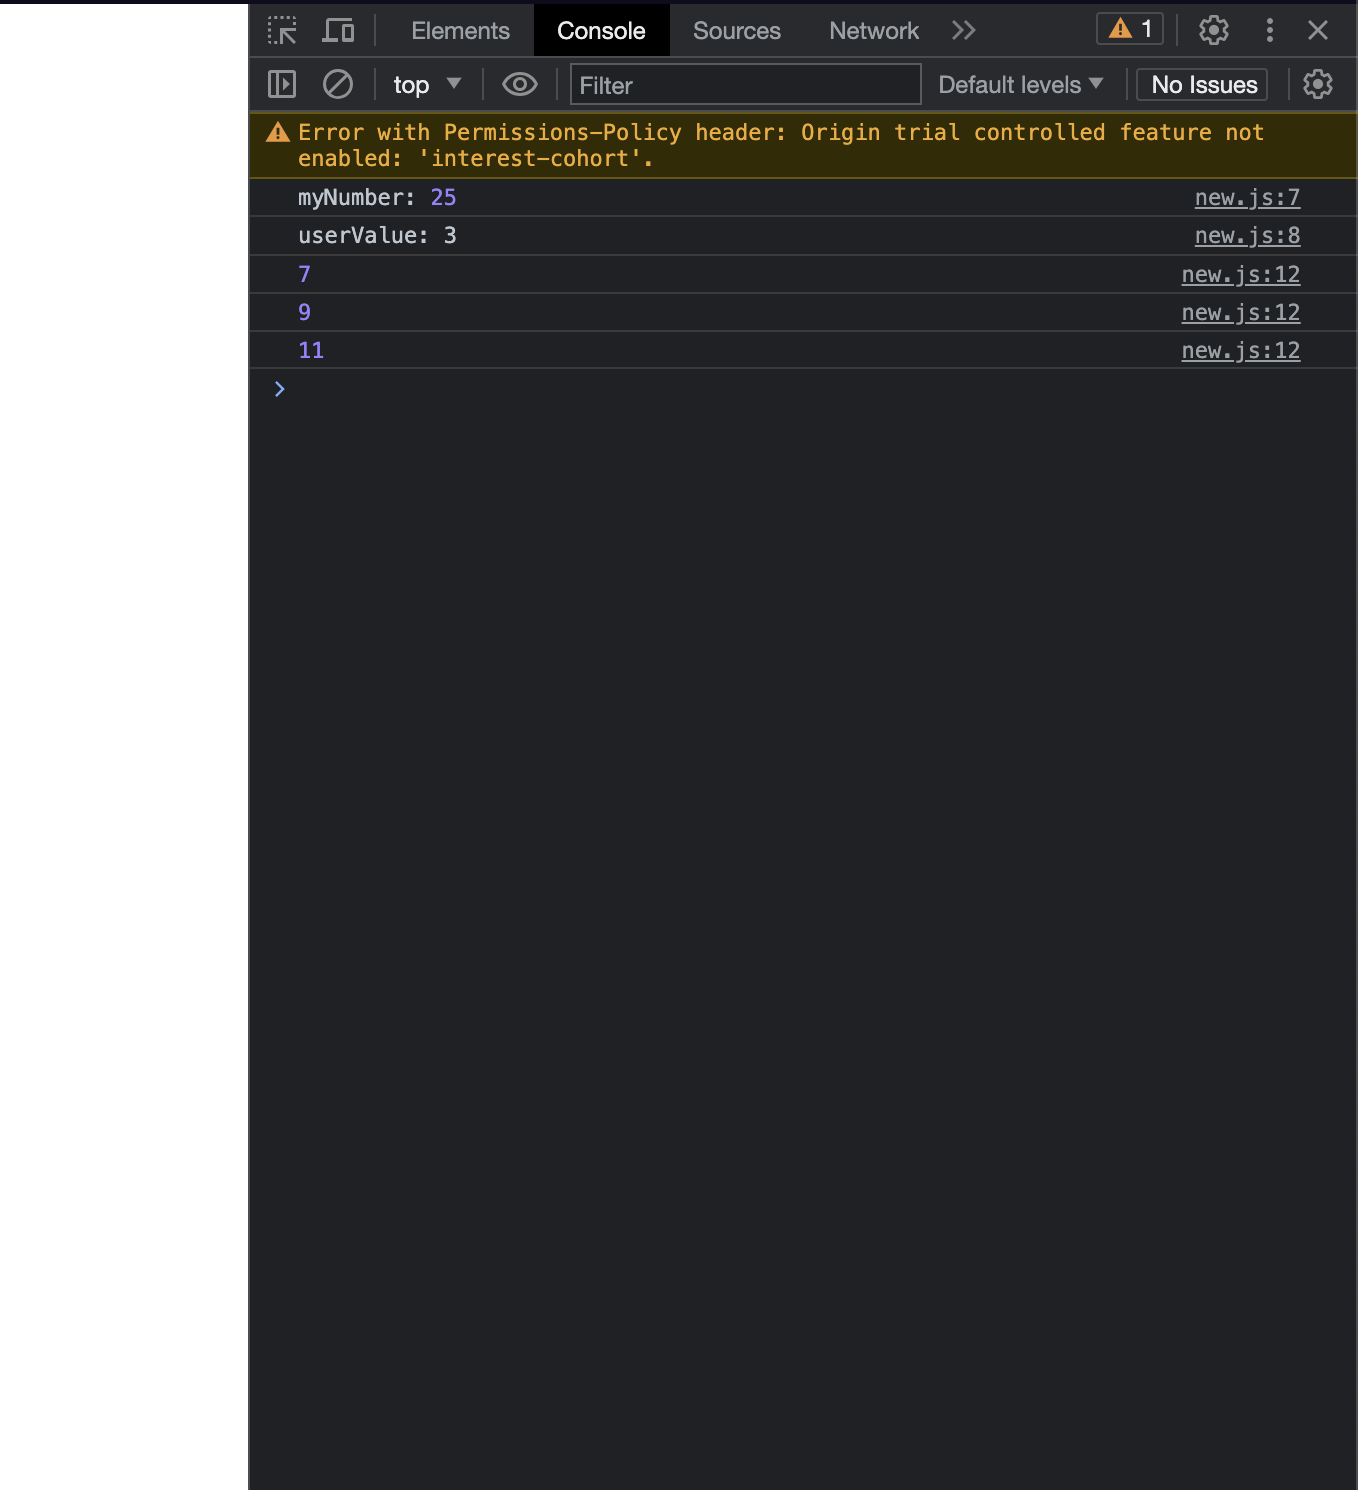 Elements Console Sources Network 1
top Filter Default levels No Issues
Error with Permissions-Policy header: Origin trial controlled feature not
enabled: 'interest-cohort'.
myNumber: 25 new.js:7
userValue: 3 new.js:8
7 new.js:12
9 new.js:12
11 new.js:12